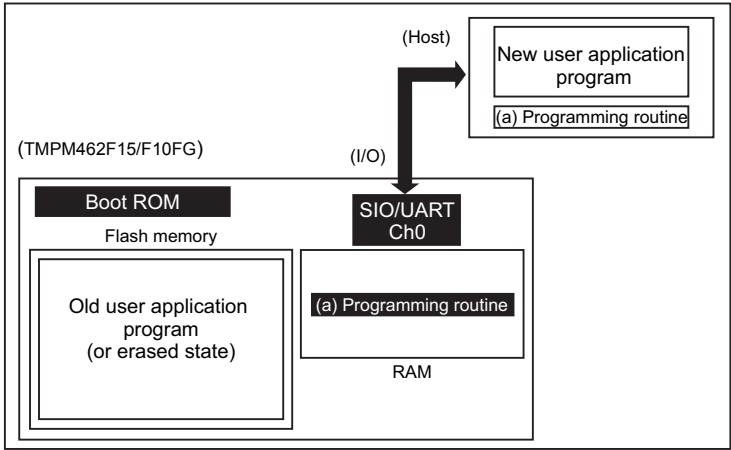 (Host)
New user application
program
(a) Programming routine
(TMPM462F15/F10FG)
(I/O)
Boot ROM
SIO/UART
Ch0
Flash memory
Old user application
program
(or erased state)
(a) Programming routine
RAM